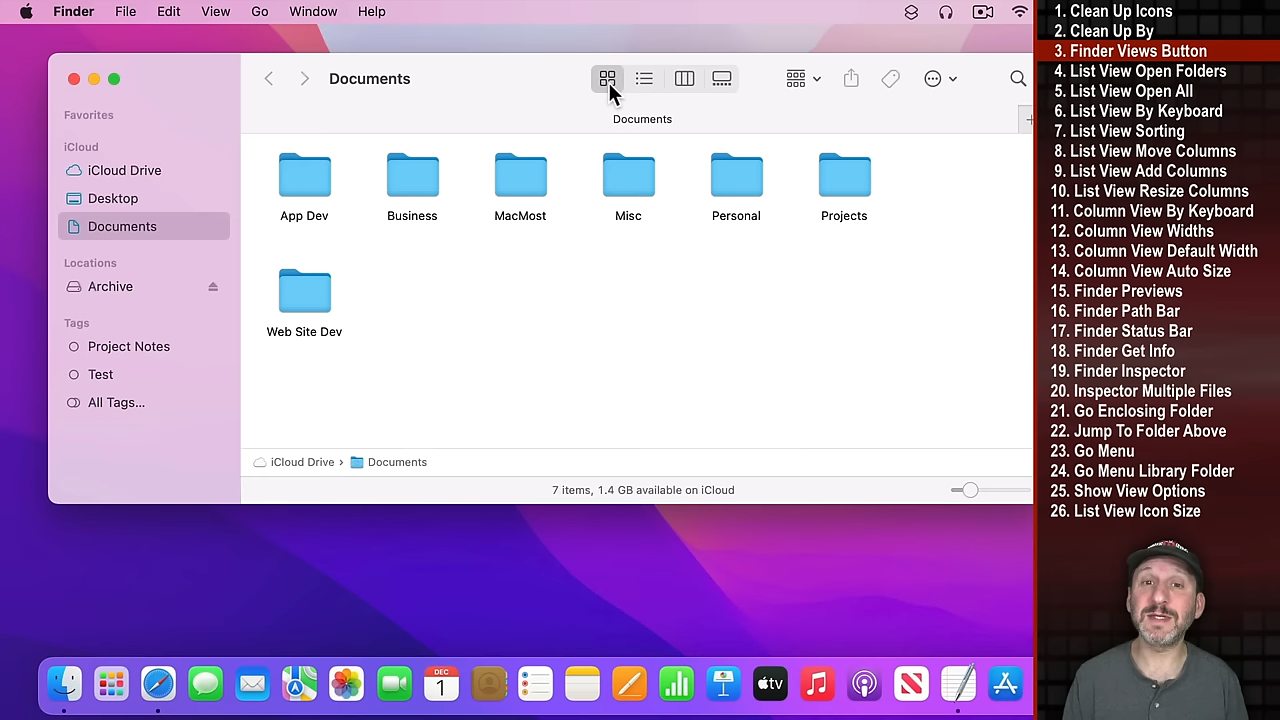 Finder File Edit View Go Window Help
Documents
Documents
Favorites
iCloud
iCloud Drive
Desktop
Documents
Locations
Archive
Tags
Project Notes
Test
All Tags...
App Dev Business MacMost Misc Personal Projects
Web Site Dev
iCloud Drive › Documents
7 items, 1.4 GB available on iCloud
DEC
1
tv
1. Clean Up Icons
2. Clean Up By
3. Finder Views Button
4. List View Open Folders
5. List View Open All
6. List View By Keyboard
7. List View Sorting
8. List View Move Columns
9. List View Add Columns
10. List View Resize Columns
11. Column View By Keyboard
12. Column View Widths
13. Column View Default Width
14. Column View Auto Size
15. Finder Previews
16. Finder Path Bar
17. Finder Status Bar
18. Finder Get Info
19. Finder Inspector
20. Inspector Multiple Files
21. Go Enclosing Folder
22. Jump To Folder Above
23. Go Menu
24. Go Menu Library Folder
25. Show View Options
26. List View Icon Size